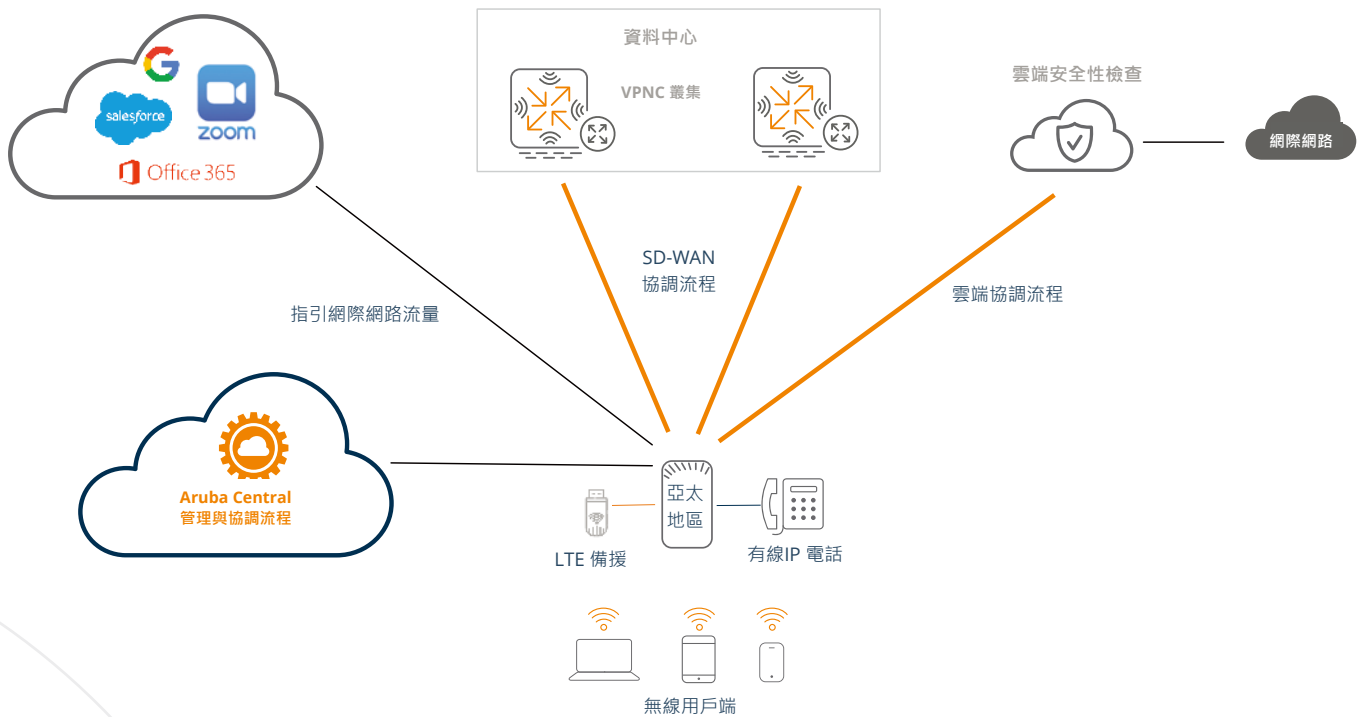 資料中心
VPNC 叢集
雲端安全性檢查
網際網路
salesforce
zoom
Office 365
SD-WAN
協調流程
雲端協調流程
指引網際網路流量
Aruba Central
管理與協調流程
亞太
地區
LTE 備援
有線IP 電話
無線用戶端